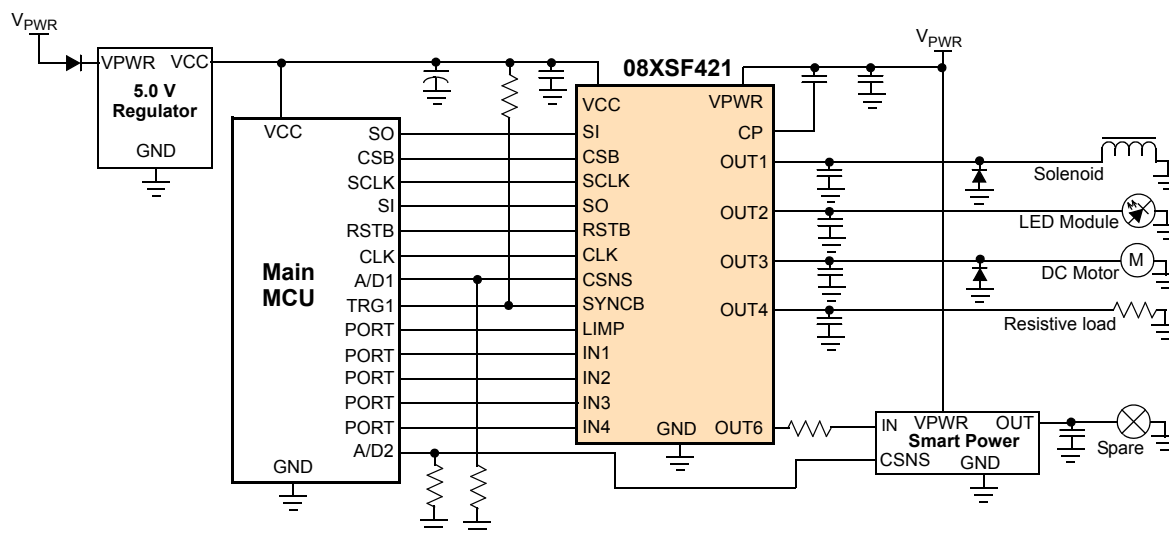 VPWR
VPWR VCC
5.0 V
Regulator
GND
VCC
Main
MCU
SO
CSB
SCLK
SI
RSTB
CLK
A/D1
TRG1
PORT
PORT
PORT
PORT
PORT
A/D2
GND
08XSF421
VCC
SI
CSB
SCLK
SO
RSTB
CLK
CSNS
SYNCB
LIMP
IN1
IN2
IN3
IN4
VPWR
CP
OUT1
OUT2
OUT3
OUT4
GND OUT6
VPWR
Solenoid
LED Module
M
DC Motor
Resistive load
IN VPWR OUT
Smart Power
CSNS GND
Spare